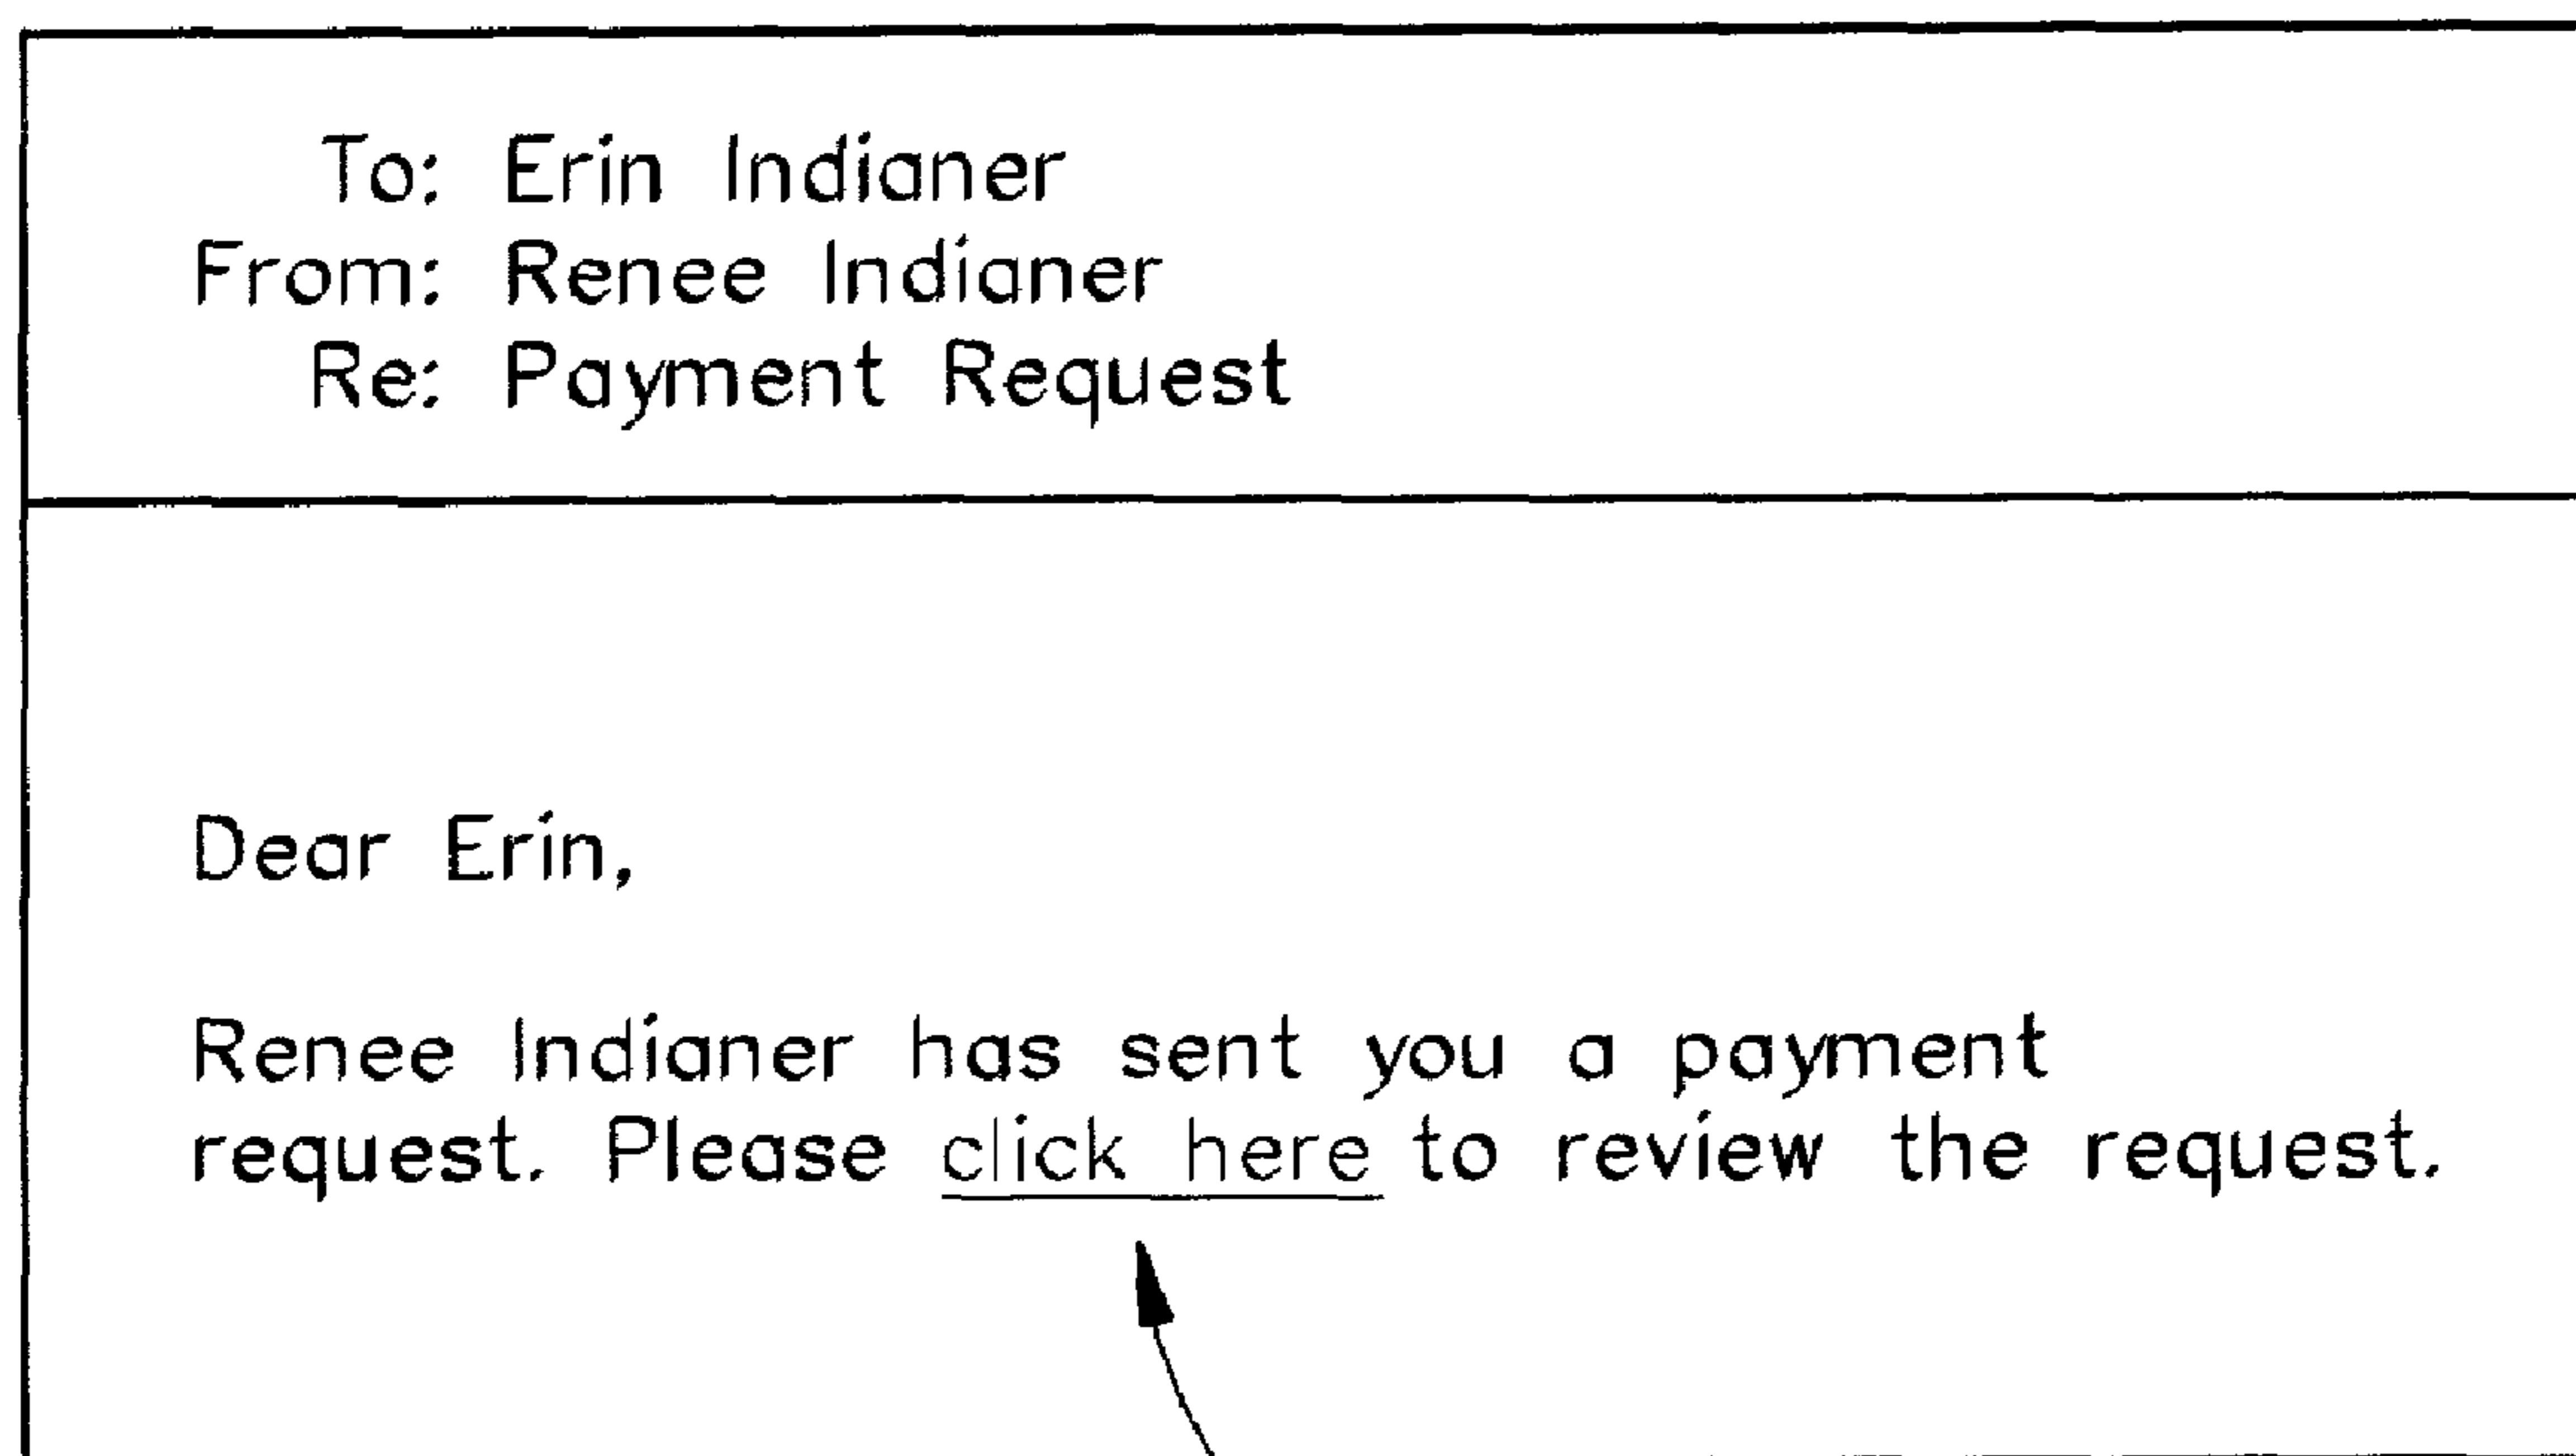 To: Erin Indianer
From: Renee Indianer
Re: Payment Request
Dear Erin,
Renee Indianer has sent you a payment
request. Please click here to review the request.